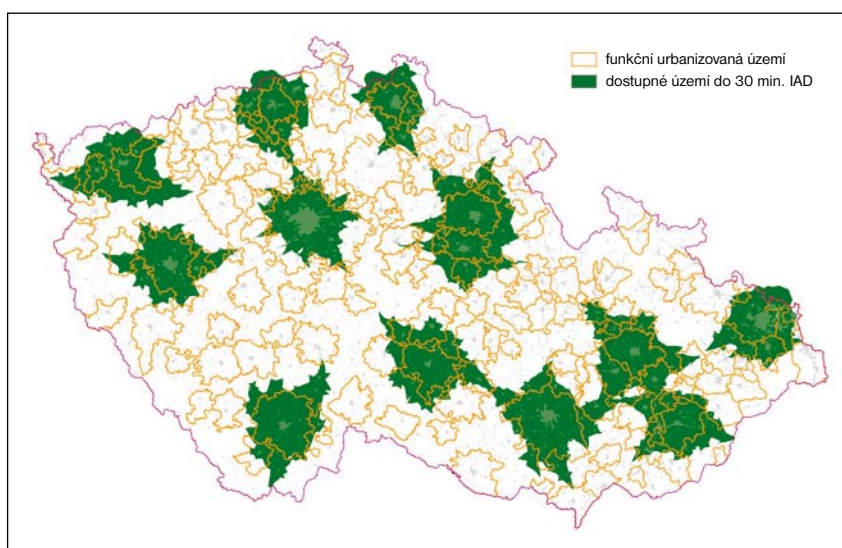 funkční urbanizovaná území
dostupné území do 30 min. IAD